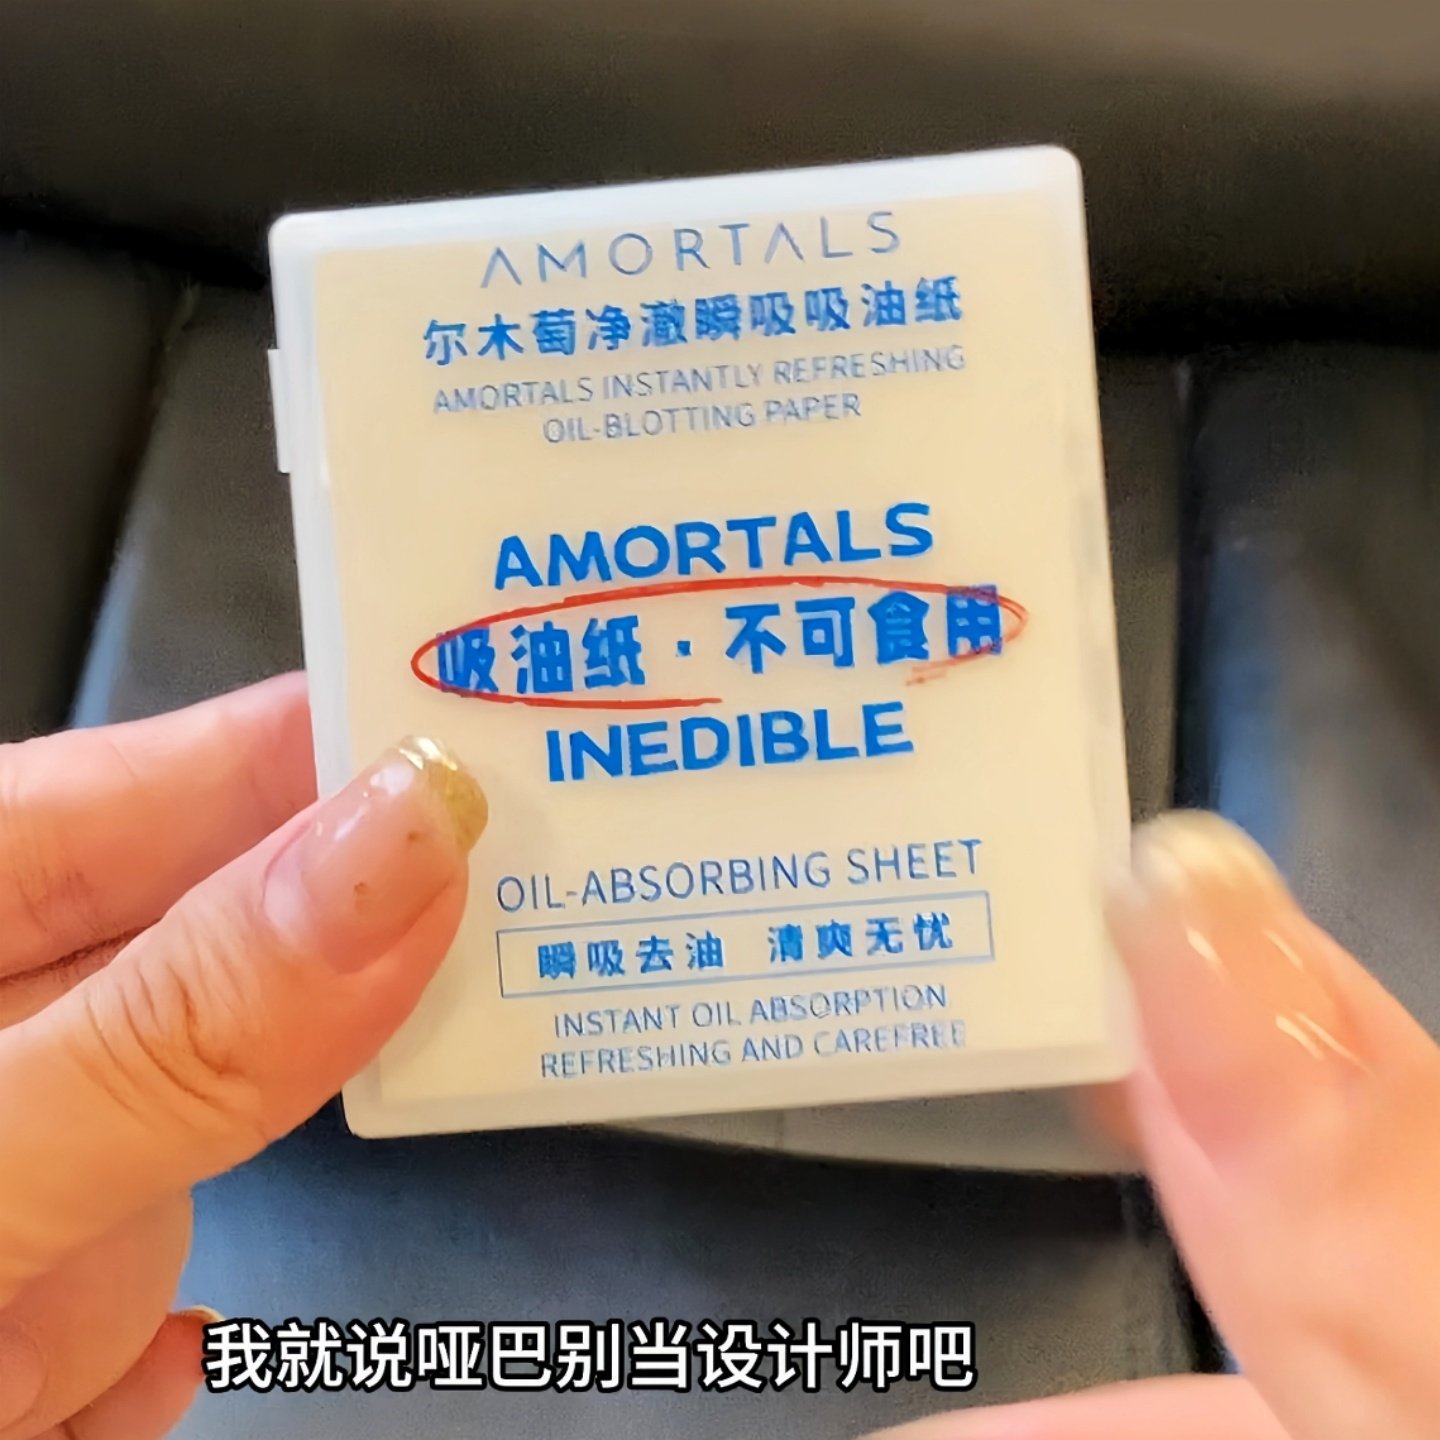 AMORTALS
尔木萄净澈瞬吸吸油纸
AMORTALS INSTANTLY REFRESHING
OIL-BLOTTING PAPER
AMORTALS
吸油纸·不可食用
INEDIBLE
OIL-ABSORBING SHEET
瞬吸去油 清爽无忧
INSTANT OIL ABSORPTION
REFRESHING AND CAREFREE
我就说哑巴别当设计师吧